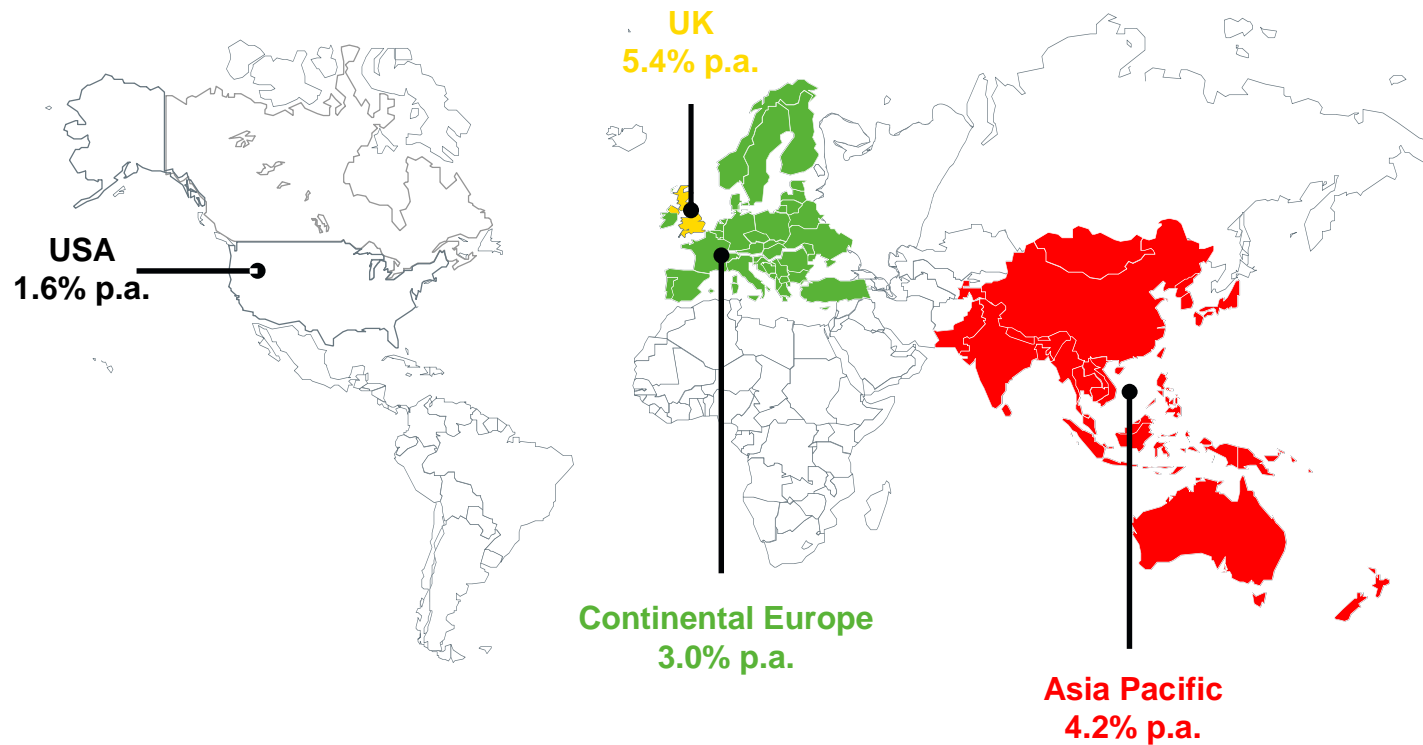 UK
5.4% p.a.
USA
1.6% p.a.
Continental Europe
3.0% p.a.
Asia Pacific
4.2% p.a.